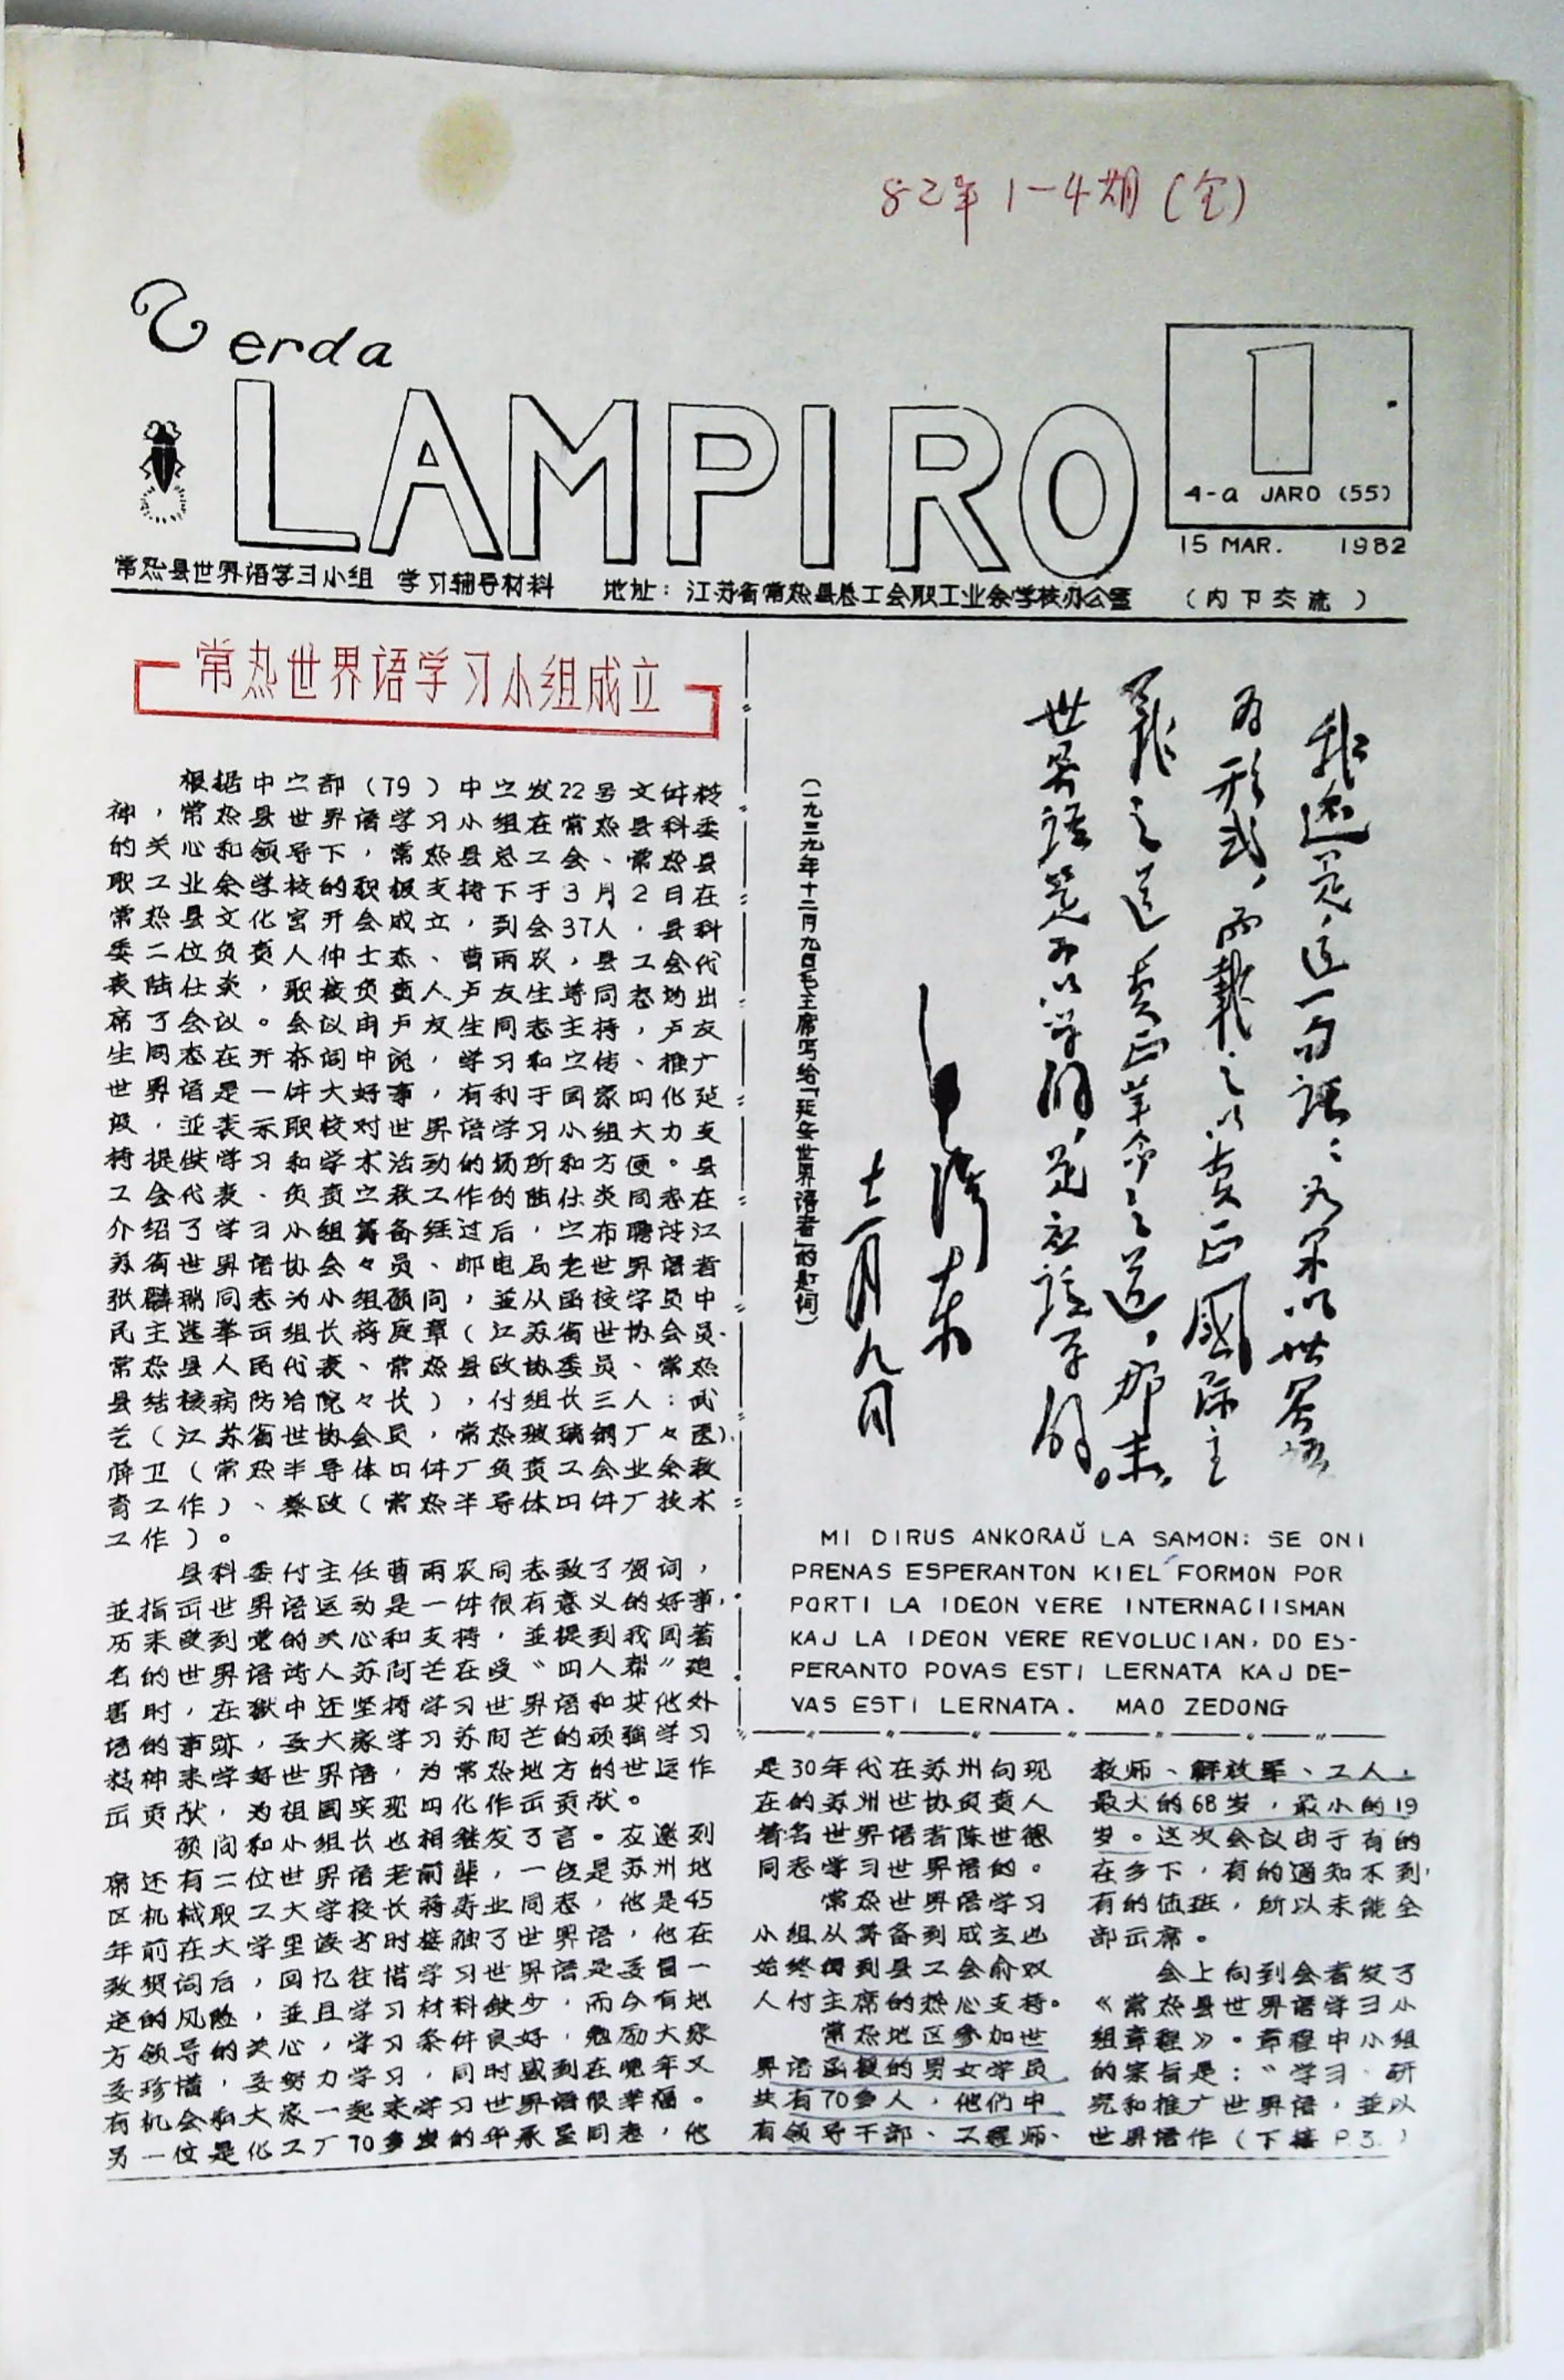 82年1-4期(全)
Verda
LAMPIRO
1
4-a JARO (55)
15 MAR. 1982
常热县世界语学习小组 学习辅导材料 地址：江苏省常热县总工会职工业余学校办公室 （内下交流）
常热世界语学习小组成立
根据中宣部（79）中宣发22号文件精
神，常热县世界语学习小组在常热县科委
的关心和领导下，常热县总工会、常热县
职工业余学校的积极支持下于3月2日在
常热县文化宫开会成立，到会37人，县科
委二位负责人仲士杰、曹雨农，县工会代
表陆仕炎，职校负责人卢友生等同志均出
席了会议。会议由卢友生同志主持，卢友
生同志在开幕词中说，学习和宣传、推广
世界语是一件大好事，有利于国家四化建
设，並表示职校对世界语学习小组大力支
持提供学习和学术活动的场所和方便。县
工会代表、负责宣教工作的陆仕炎同志在
介绍了学习小组筹备经过后，宣布聘请江
苏省世界语协会々员、邮电局老世界语者
张麟瑞同志为小组顾问，並从函授学员中
民主选举出组长蒋庭章（江苏省世协会员、
常热县人民代表、常热县政协委员、常热
县结核病防治院々长），付组长三人：武
艺（江苏省世协会员，常热玻璃钢厂々医）、
薛卫（常热半导体四件厂负责工会业余教
育工作）、蔡政（常热半导体四件厂技术
工作）。
县科委付主任曹雨农同志致了贺词，
並指出世界语运动是一件很有意义的好事，
历来受到党的关心和支持，並提到我国著
名的世界语诗人苏阿芒在受“四人帮”迫
害时，在狱中还坚持学习世界语和其他外
语的事跡，要大家学习苏阿芒的顽强学习
精神来学好世界语，为常热地方的世运作
出贡献，为祖国实现四化作出贡献。
顾问和小组长也相继发了言。应邀列
席还有二位世界语老前辈，一位是苏州地
区机械职工大学校长蒋寿业同志，他是45
年前在大学里读书时接触了世界语，他在
致贺词后，回忆往惜学习世界语是要冒一
定的风险，並且学习材料缺少，而今有地
方领导的关心，学习条件良好，勉励大家
要珍惜，要努力学习，同时感到在晚年又
有机会和大家一起来学习世界语很幸福。
另一位是化工厂70多岁的华承至同志，他
我还是这一句话：如果以世界语
为形式，而载之以真正國际主
義之道，真正革命之道，那末，
世界语是可以学的，是应该学的。
毛泽东
十二月九日
（一九三九年十二月九日毛主席写给「延安世界语者」的题词）
MI DIRUS ANKORAŬ LA SAMON: SE ONI
PRENAS ESPERANTON KIEL FORMON POR
PORTI LA IDEON VERE INTERNACIISMAN
KAJ LA IDEON VERE REVOLUCIAN, DO ES-
PERANTO POVAS ESTI LERNATA KAJ DE-
VAS ESTI LERNATA. MAO ZEDONG
是30年代在苏州向现
在的苏州世协负责人
著名世界语者陈世德
同志学习世界语的。
常热世界语学习
小组从筹备到成立也
始终得到县工会俞双
人付主席的热心支持。
常热地区参加世
界语函授的男女学员
共有70多人，他们中
有领导干部、工程师、
教师、解放军、工人，
最大的68岁，最小的19
岁。这次会议由于有的
在乡下，有的通知不到，
有的值班，所以未能全
部出席。
会上向到会者发了
《常热县世界语学习小
组章程》。章程中小组
的宗旨是：“学习、研
究和推广世界语，並以
世界语作（下接 P.3.）